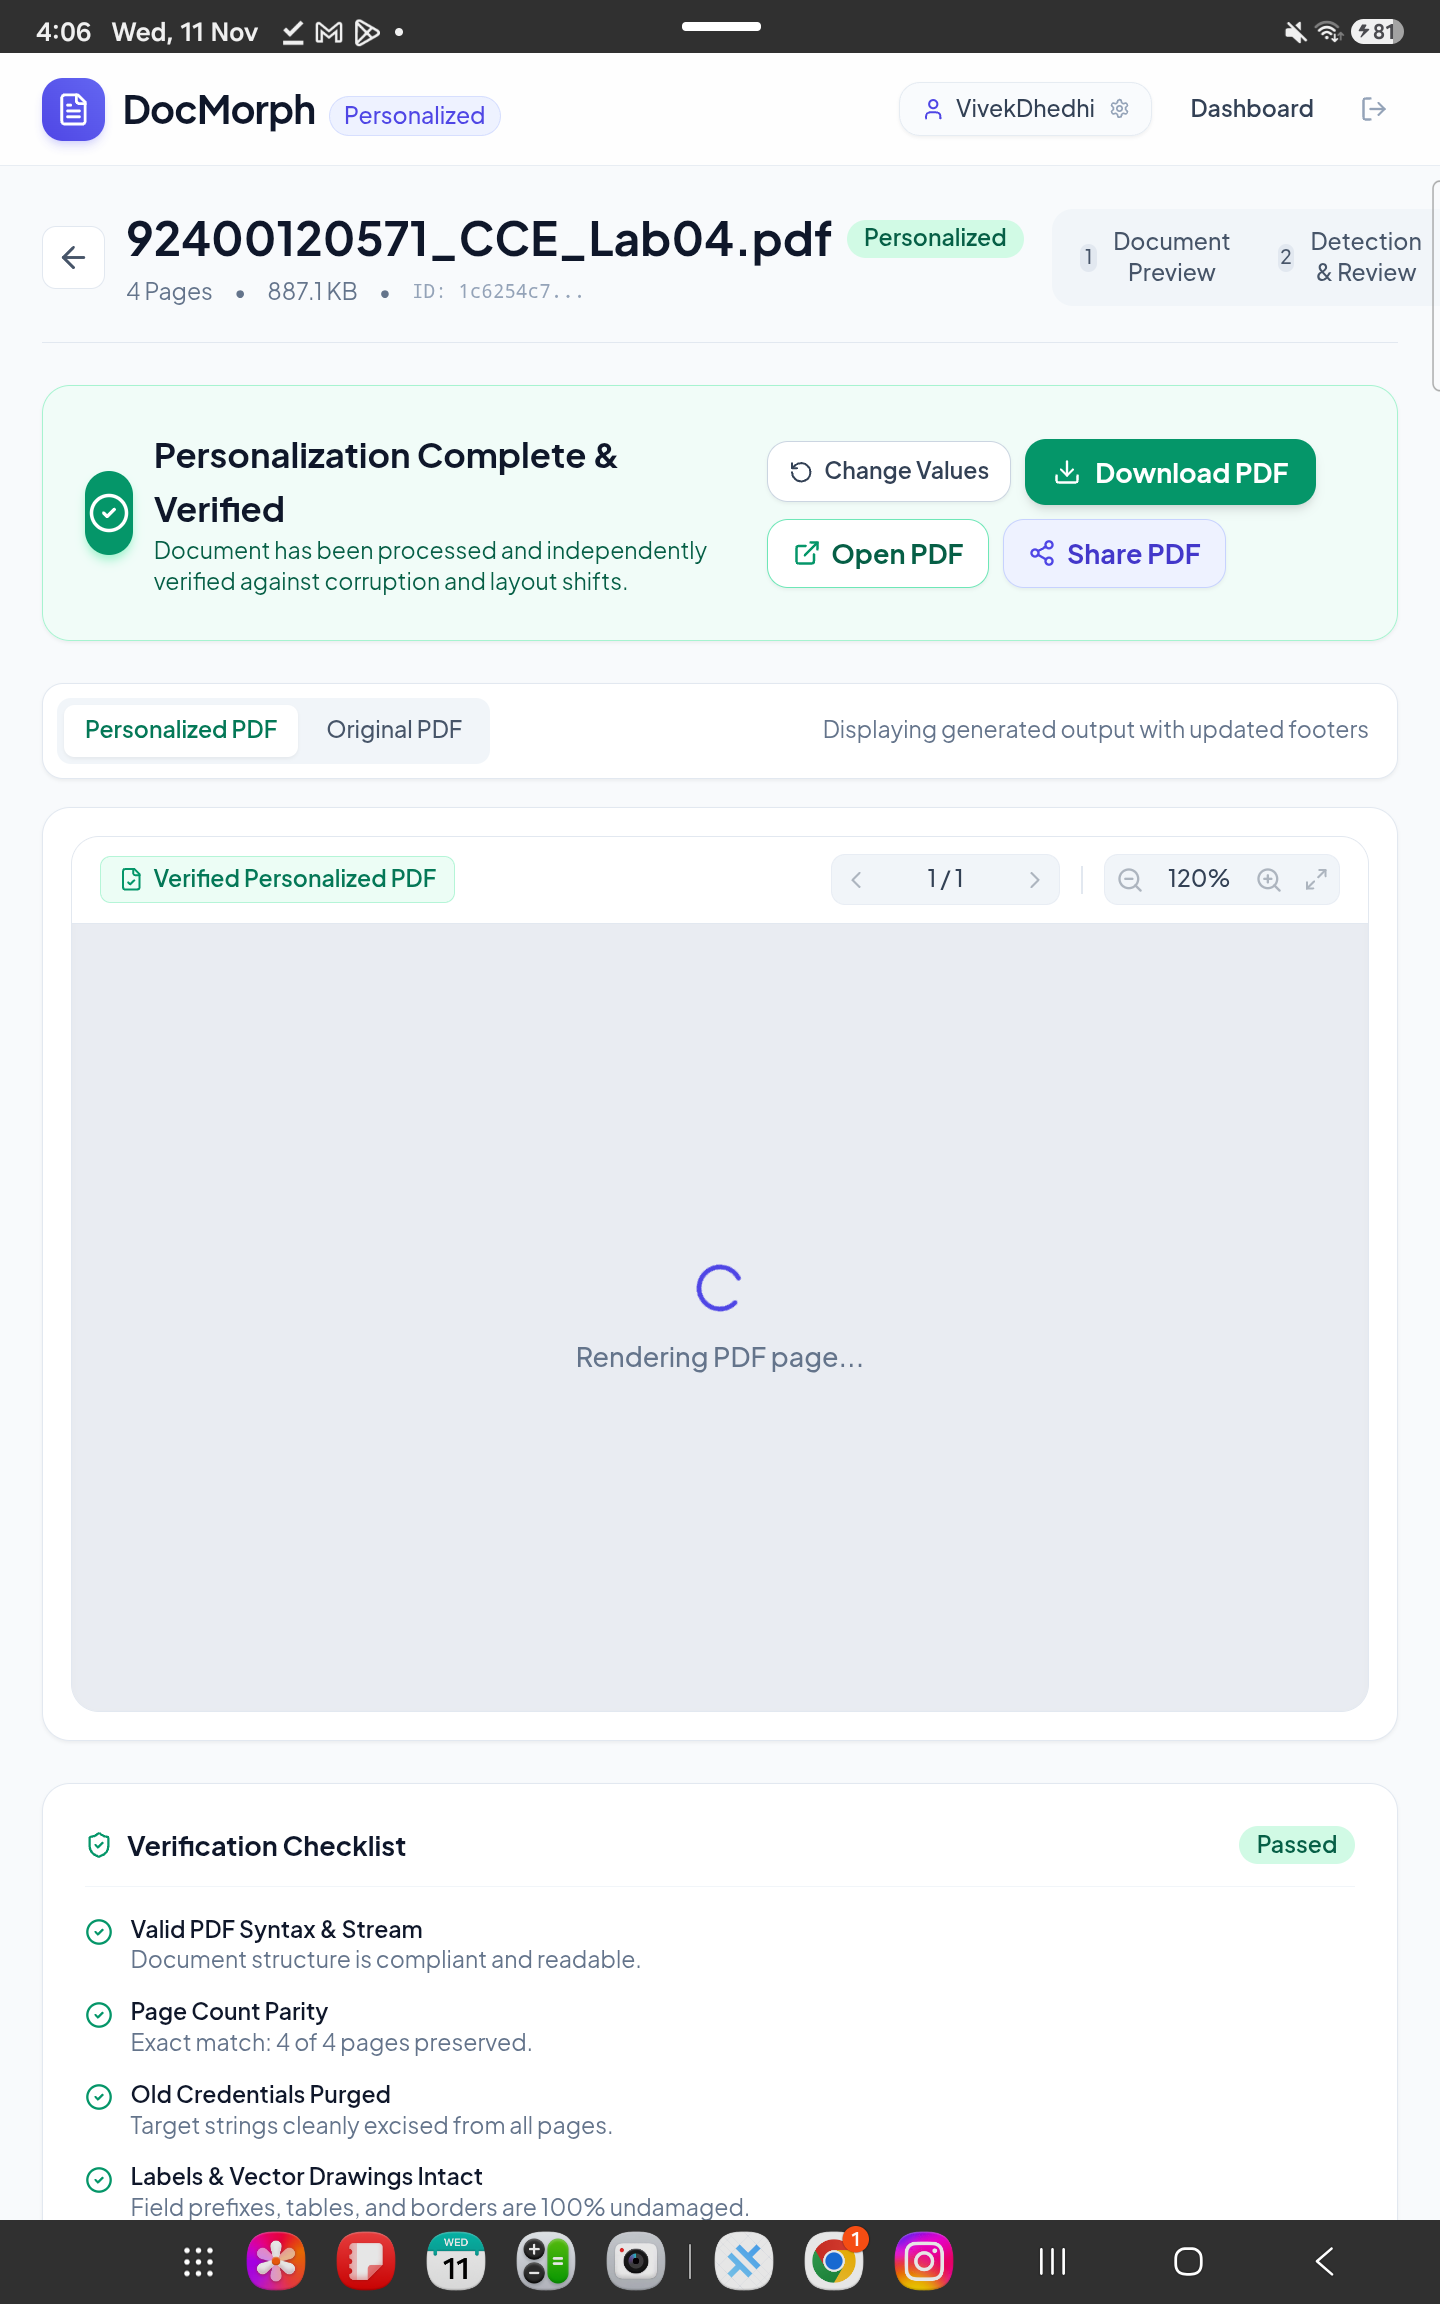 4:06 Wed, 11 Nov
81
DocMorph Personalized
VivekDhedhi
Dashboard
92400120571_CCE_Lab04.pdf Personalized
4 Pages • 887.1 KB • ID: 1c6254c7...
1 Document Preview
2 Detection & Review
Personalization Complete &
Verified
Document has been processed and independently
verified against corruption and layout shifts.
Change Values
Download PDF
Open PDF
Share PDF
Personalized PDF
Original PDF
Displaying generated output with updated footers
Verified Personalized PDF
1 / 1
120%
Rendering PDF page...
Verification Checklist
Passed
Valid PDF Syntax & Stream
Document structure is compliant and readable.
Page Count Parity
Exact match: 4 of 4 pages preserved.
Old Credentials Purged
Target strings cleanly excised from all pages.
Labels & Vector Drawings Intact
Field prefixes, tables, and borders are 100% undamaged.
WED
11
1